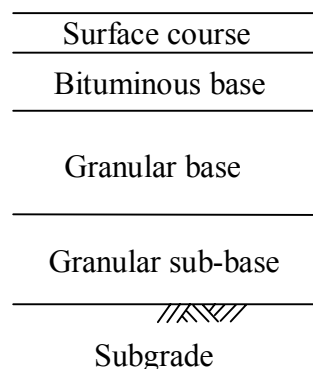 Surface course
Bituminous base
Granular base
Granular sub-base
Subgrade